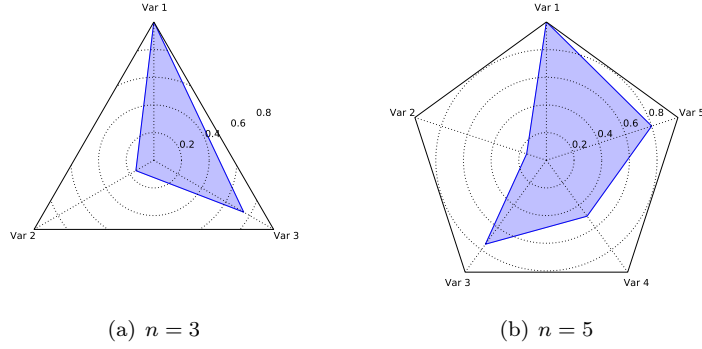 Var 1
0.8
0.6
0.4
0.2
Var 2
Var 3
(a) n = 3
Var 1
Var 2
0.8
Var 5
0.6
0.4
0.2
Var 3
Var 4
(b) n = 5